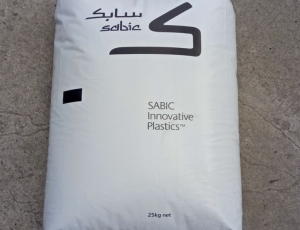 سابك
sabic
SABIC
Innovative
Plastics™
25kg net